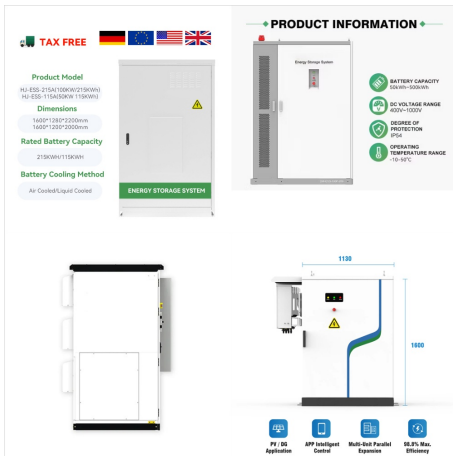 TAX FREE
Product Model
HJ-ESS-215A(100KW/215KWh)
HJ-ESS-115A(50KW 115KWh)
Dimensions
1600*1280*2200mm
1600*1200*2000mm
Rated Battery Capacity
215KWH/115KWH
Battery Cooling Method
Air Cooled/Liquid Cooled
ENERGY STORAGE SYSTEM
PRODUCT INFORMATION
Energy Storage System
BATTERY CAPACITY
50kWh~500kWh
DC VOLTAGE RANGE
400V~1000V
DEGREE OF
PROTECTION
IP54
OPERATING
TEMPERATURE RANGE
-10~50°C
1130
1600
PV / DG
Application
APP Intelligent
Control
Multi-Unit Parallel
Expansion
98.8% Max.
Efficiency